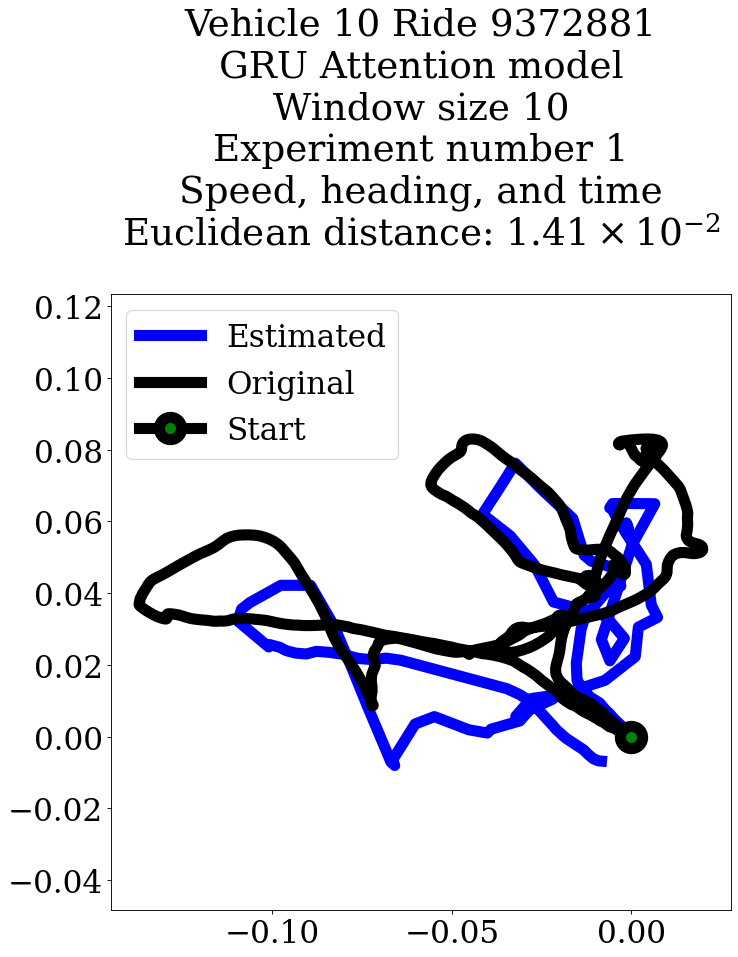 Vehicle 10 Ride 9372881
GRU Attention model
Window size 10
Experiment number 1
Speed, heading, and time
Euclidean distance: 1.41 × 10⁻²
0.12
0.10
0.08
0.06
0.04
0.02
0.00
−0.02
−0.04
Estimated
Original
Start
−0.10 −0.05 0.00